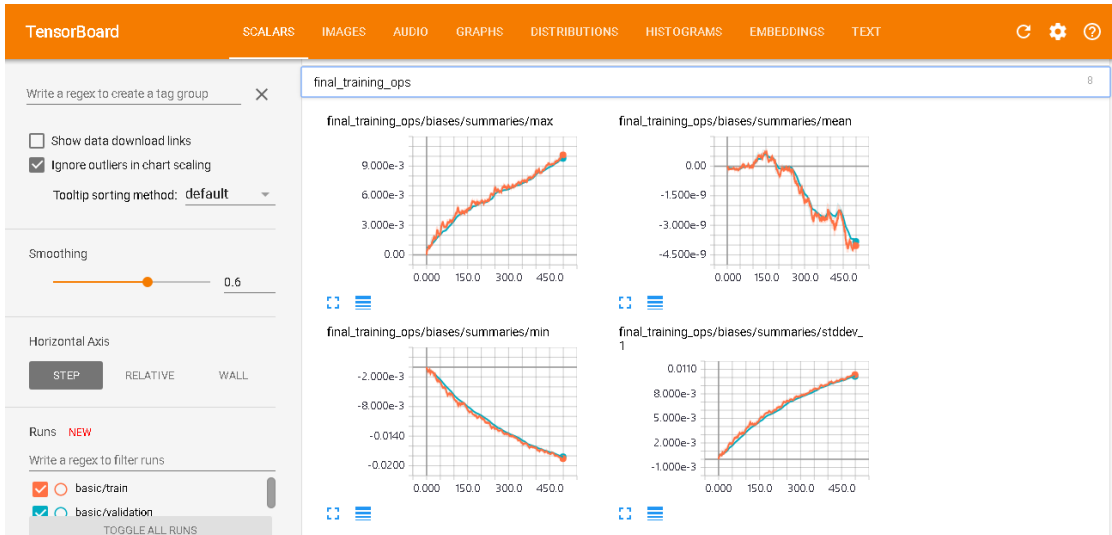 TensorBoard
SCALARS IMAGES AUDIO GRAPHS DISTRIBUTIONS HISTOGRAMS EMBEDDINGS TEXT
Write a regex to create a tag group
Show data download links
Ignore outliers in chart scaling
Tooltip sorting method: default
Smoothing
0.6
Horizontal Axis
STEP RELATIVE WALL
Runs NEW
Write a regex to filter runs
basic/train
basic/validation
TOGGLE ALL RUNS
final_training_ops 8
final_training_ops/biases/summaries/max
9.000e-3
6.000e-3
3.000e-3
0.00
0.000 150.0 300.0 450.0
final_training_ops/biases/summaries/mean
0.00
-1.500e-9
-3.000e-9
-4.500e-9
0.000 150.0 300.0 450.0
final_training_ops/biases/summaries/min
-2.000e-3
-8.000e-3
-0.0140
-0.0200
0.000 150.0 300.0 450.0
final_training_ops/biases/summaries/stddev_
1
0.0110
8.000e-3
5.000e-3
2.000e-3
-1.000e-3
0.000 150.0 300.0 450.0